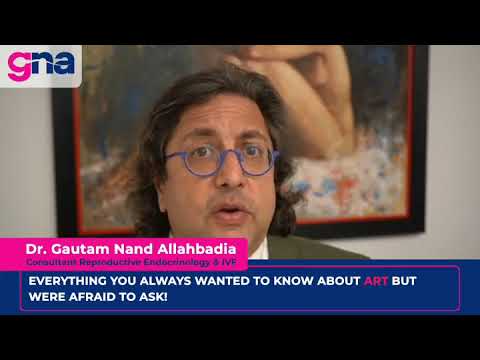 gna
Dr. Gautam Nand Allahbadia
Consultant Reproductive Endocrinology & IVF
EVERYTHING YOU ALWAYS WANTED TO KNOW ABOUT ART BUT
WERE AFRAID TO ASK!